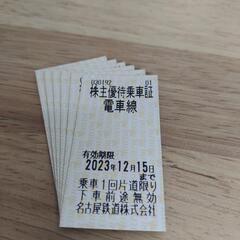 020192 01
株主優待乗車証
電車線
有効期限
2023年12月15日
まで
乗車1回片道限り
下車前途無効
名古屋鉄道株式会社